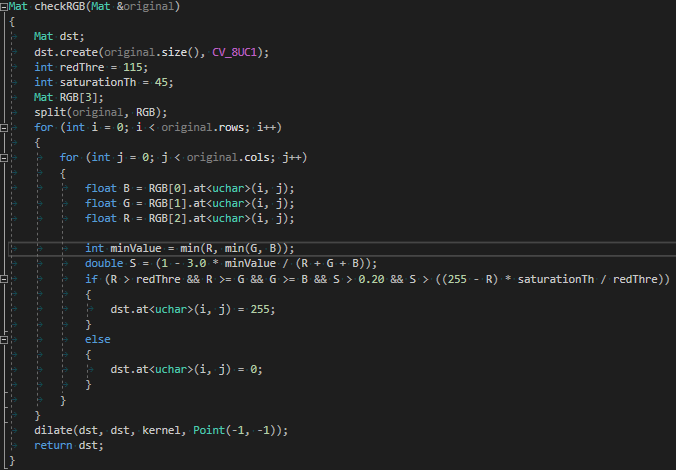 Mat checkRGB(Mat &original)
{
Mat dst;
dst.create(original.size(), CV_8UC1);
int redThre = 115;
int saturationTh = 45;
Mat RGB[3];
split(original, RGB);
for (int i = 0; i < original.rows; i++)
{
for (int j = 0; j < original.cols; j++)
{
float B = RGB[0].at<uchar>(i, j);
float G = RGB[1].at<uchar>(i, j);
float R = RGB[2].at<uchar>(i, j);
int minValue = min(R, min(G, B));
double S = (1 - 3.0 * minValue / (R + G + B));
if (R > redThre && R >= G && G >= B && S > 0.20 && S > ((255 - R) * saturationTh / redThre))
{
dst.at<uchar>(i, j) = 255;
}
else
{
dst.at<uchar>(i, j) = 0;
}
}
}
dilate(dst, dst, kernel, Point(-1, -1));
return dst;
}